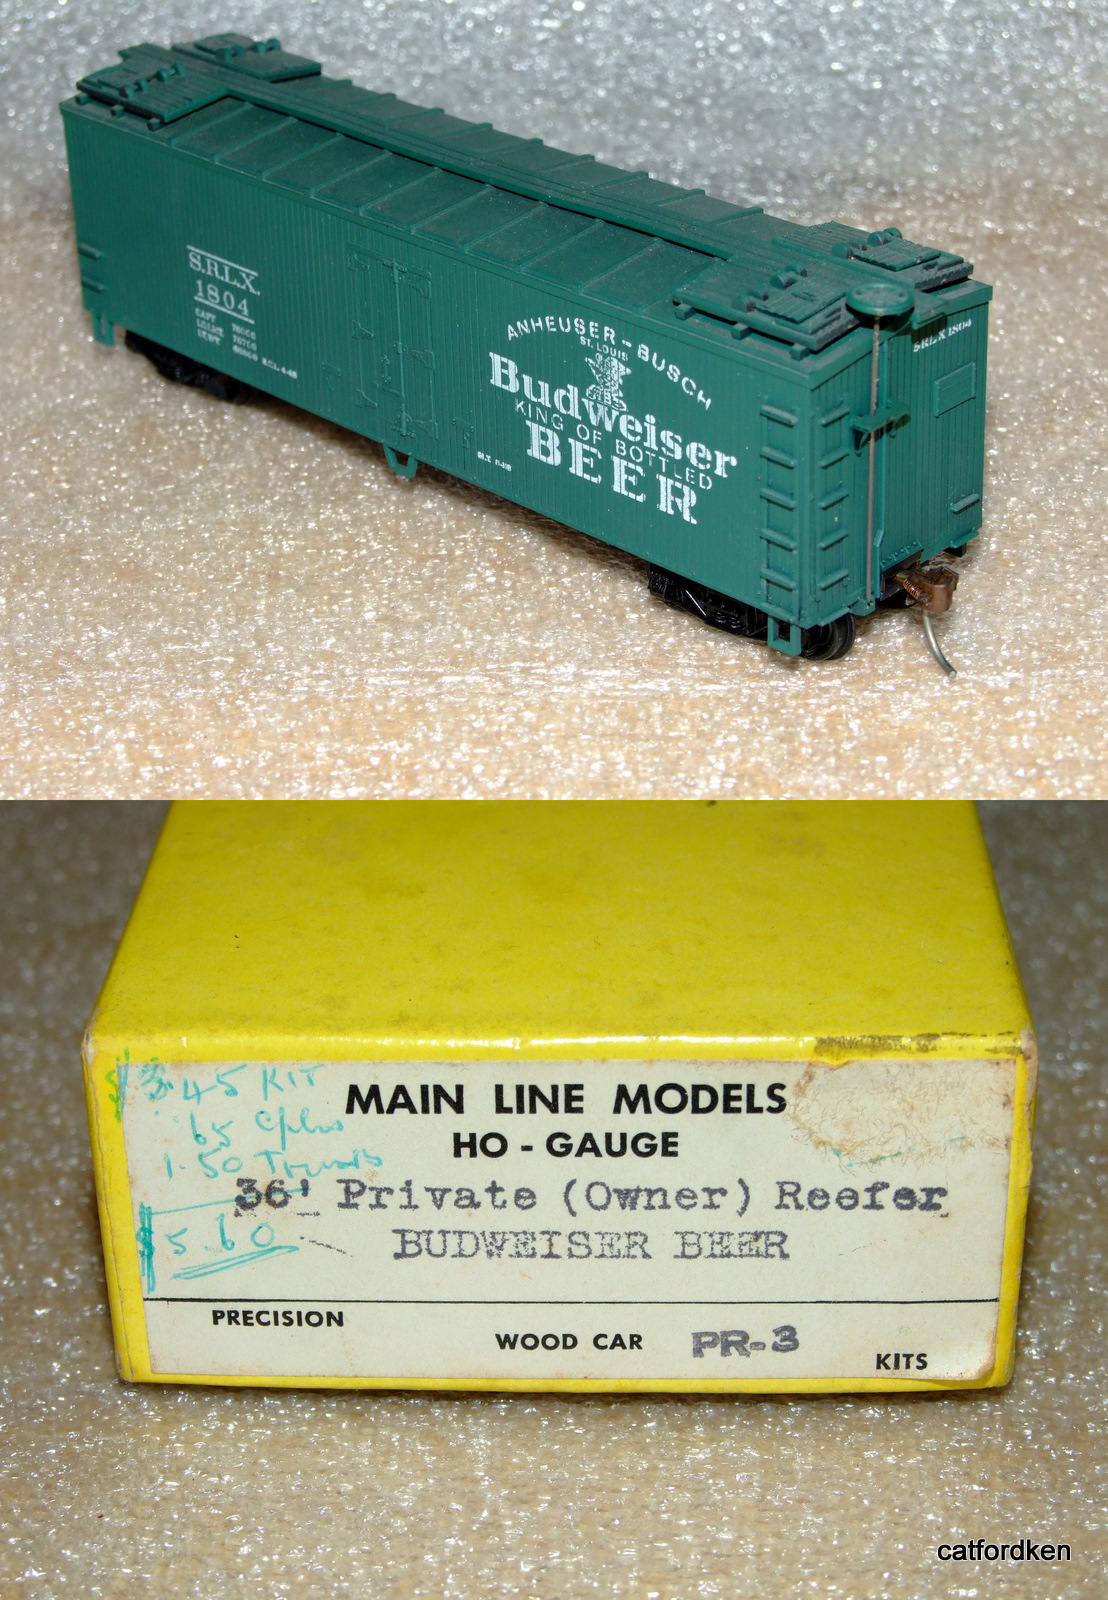 S.R.L.X.
1804
CAPY
ANHEUSER-BUSCH
ST. LOUIS
Budweiser
KING OF BOTTLED
BEER
S.R.L.X 1804
$3.45 KIT
.65 Cplrs
1.50 Trucks
$5.60
MAIN LINE MODELS
HO - GAUGE
36' Private (Owner) Reefer
BUDWEISER BEER
PRECISION
WOOD CAR PR-3
KITS
catfordken